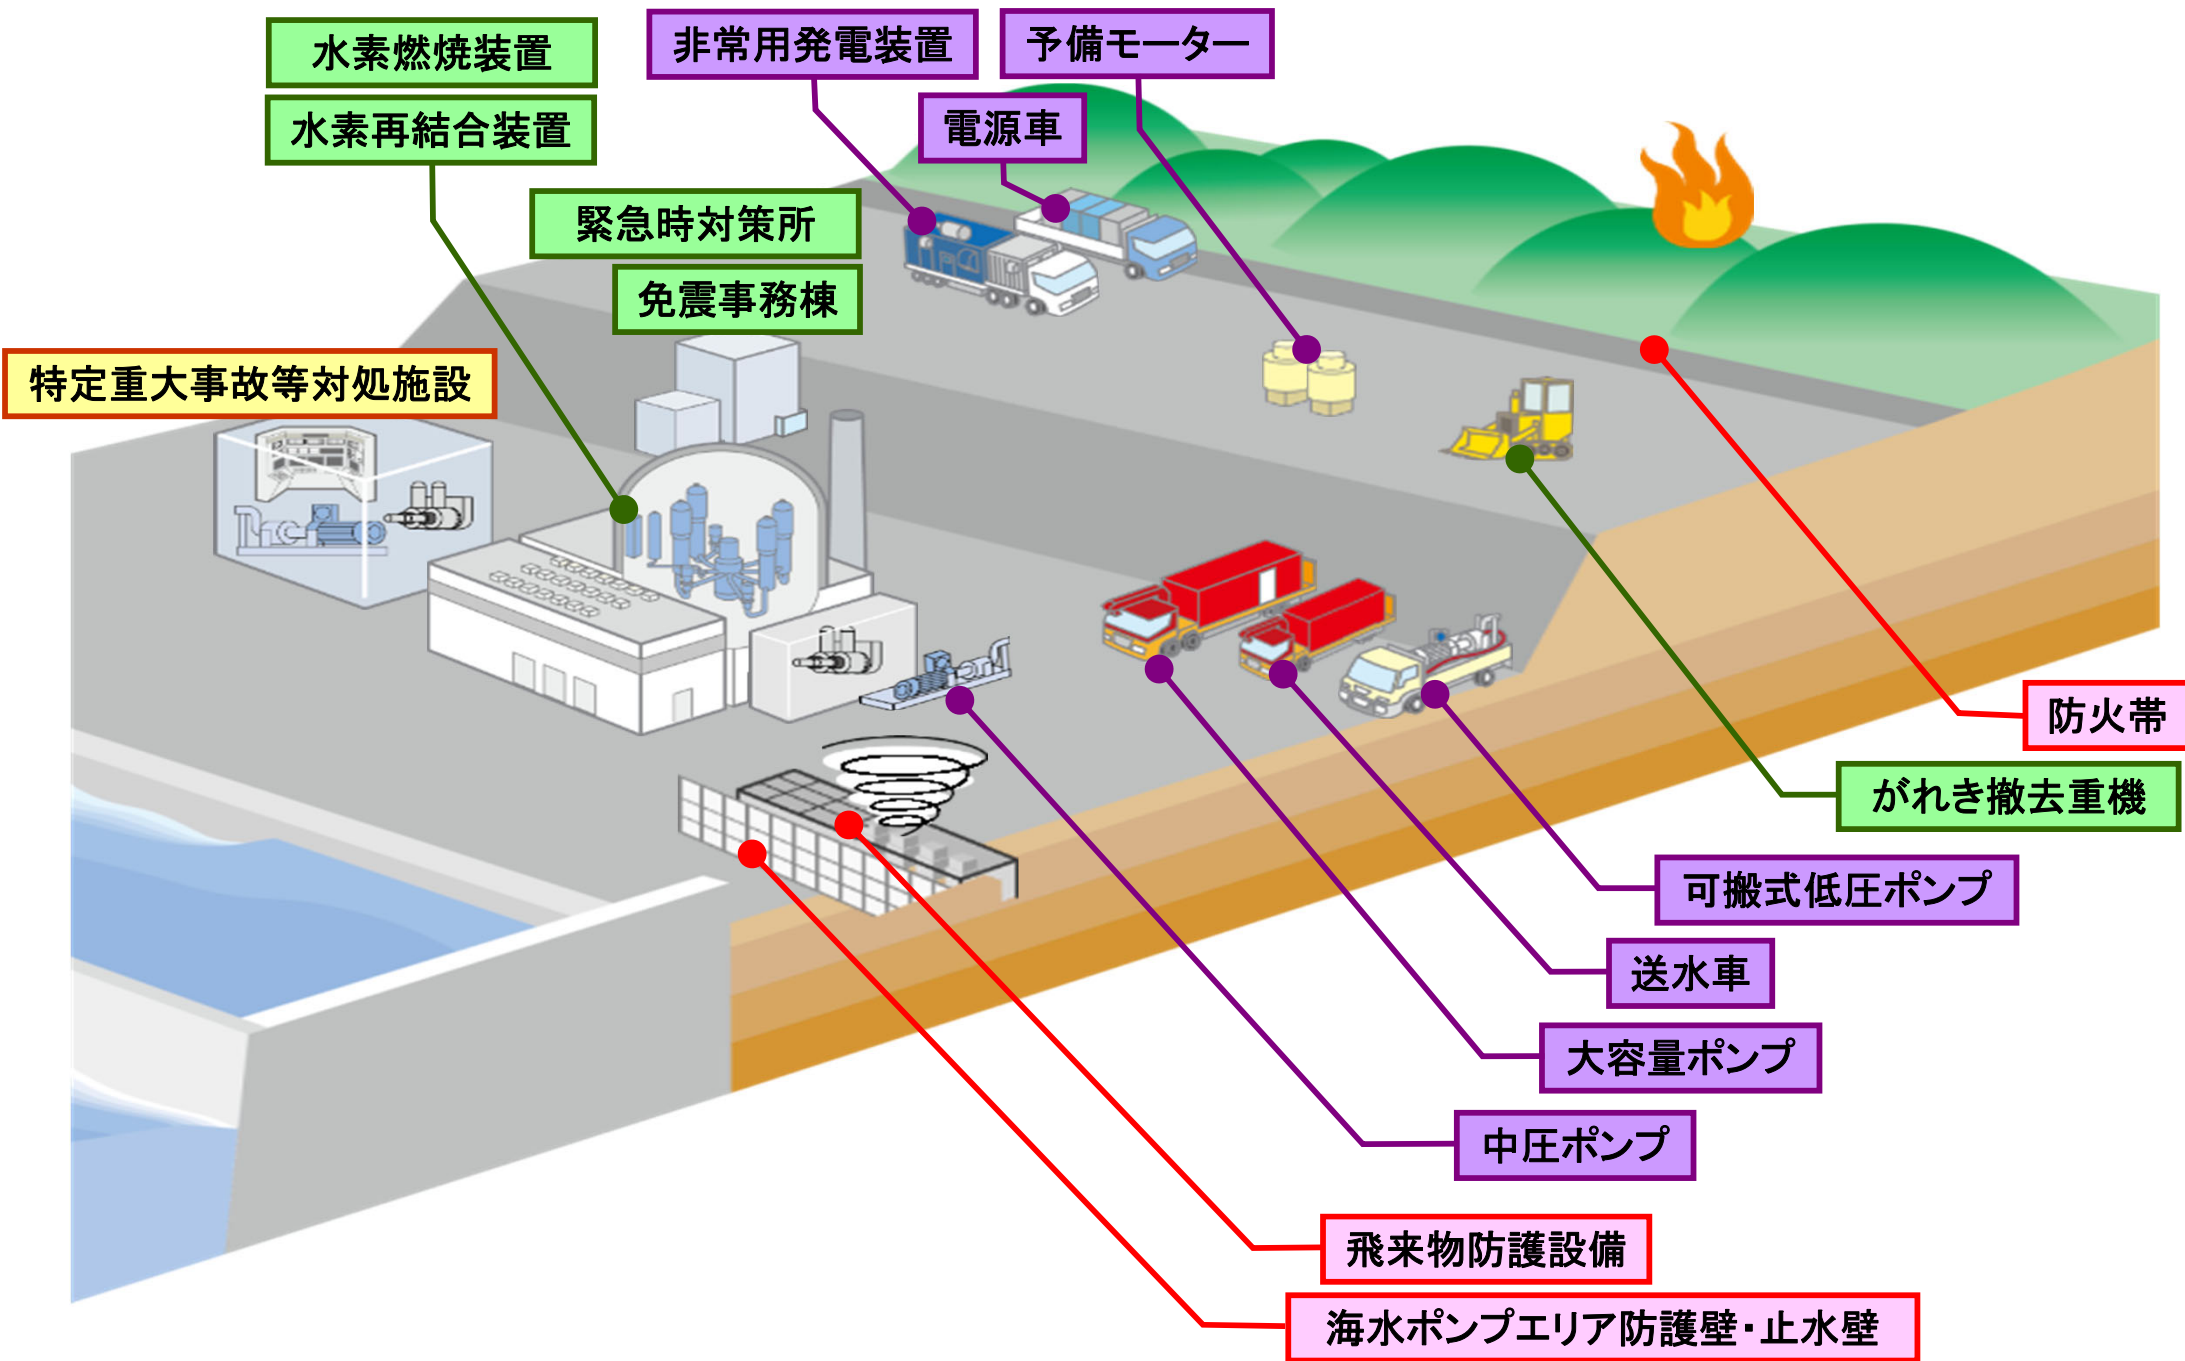 水素燃焼装置
非常用発電装置
予備モーター
水素再結合装置
電源車
緊急時対策所
免震事務棟
特定重大事故等対処施設
防火帯
がれき撤去重機
可搬式低圧ポンプ
送水車
大容量ポンプ
中圧ポンプ
飛来物防護設備
海水ポンプエリア防護壁・止水壁